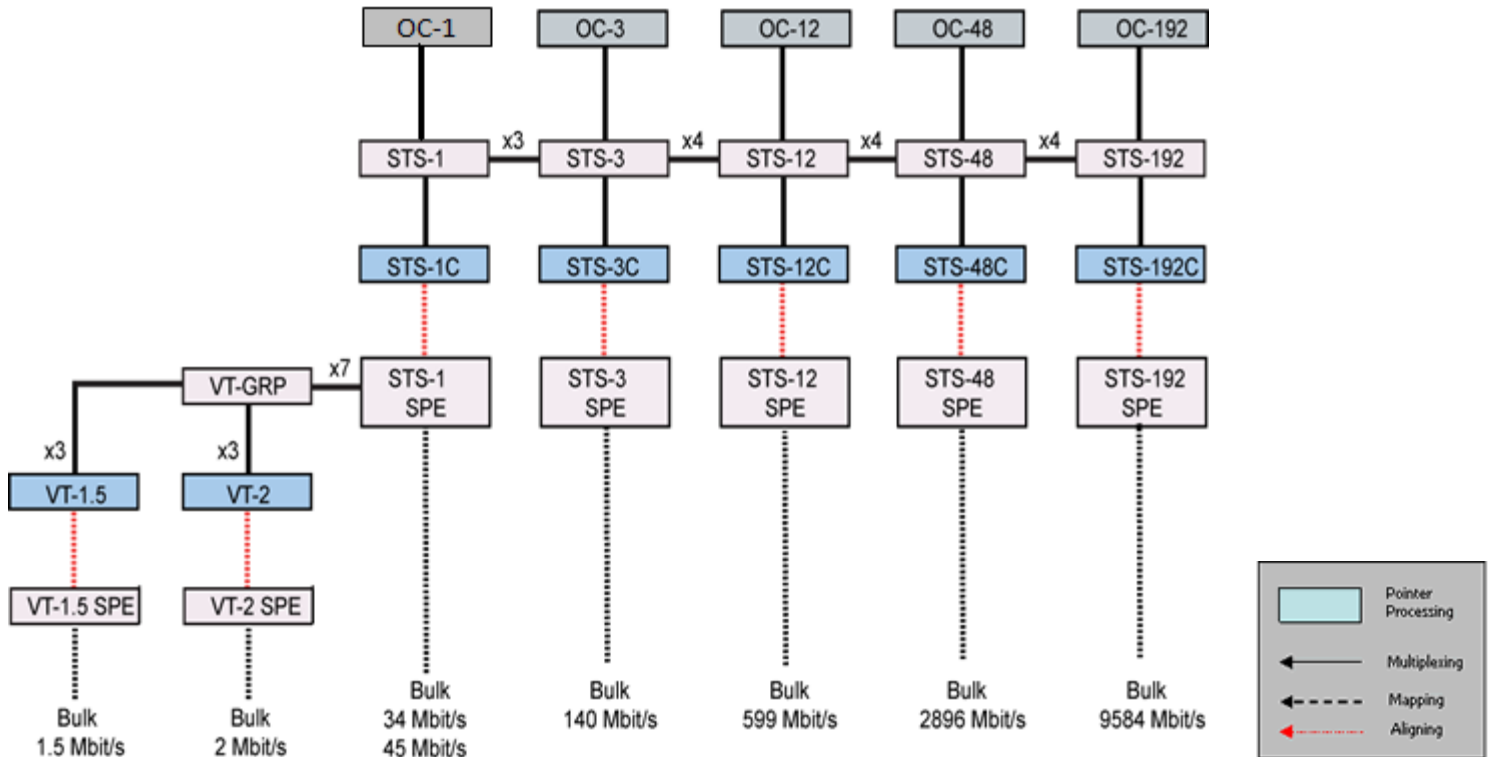 OC-1
OC-3
OC-12
OC-48
OC-192
x3
x4
x4
x4
STS-1
STS-3
STS-12
STS-48
STS-192
STS-1C
STS-3C
STS-12C
STS-48C
STS-192C
x7
VT-GRP
STS-1
SPE
STS-3
SPE
STS-12
SPE
STS-48
SPE
STS-192
SPE
x3
x3
VT-1.5
VT-2
VT-1.5 SPE
VT-2 SPE
Bulk
1.5 Mbit/s
Bulk
2 Mbit/s
Bulk
34 Mbit/s
45 Mbit/s
Bulk
140 Mbit/s
Bulk
599 Mbit/s
Bulk
2896 Mbit/s
Bulk
9584 Mbit/s
Pointer
Processing
Multiplexing
Mapping
Aligning